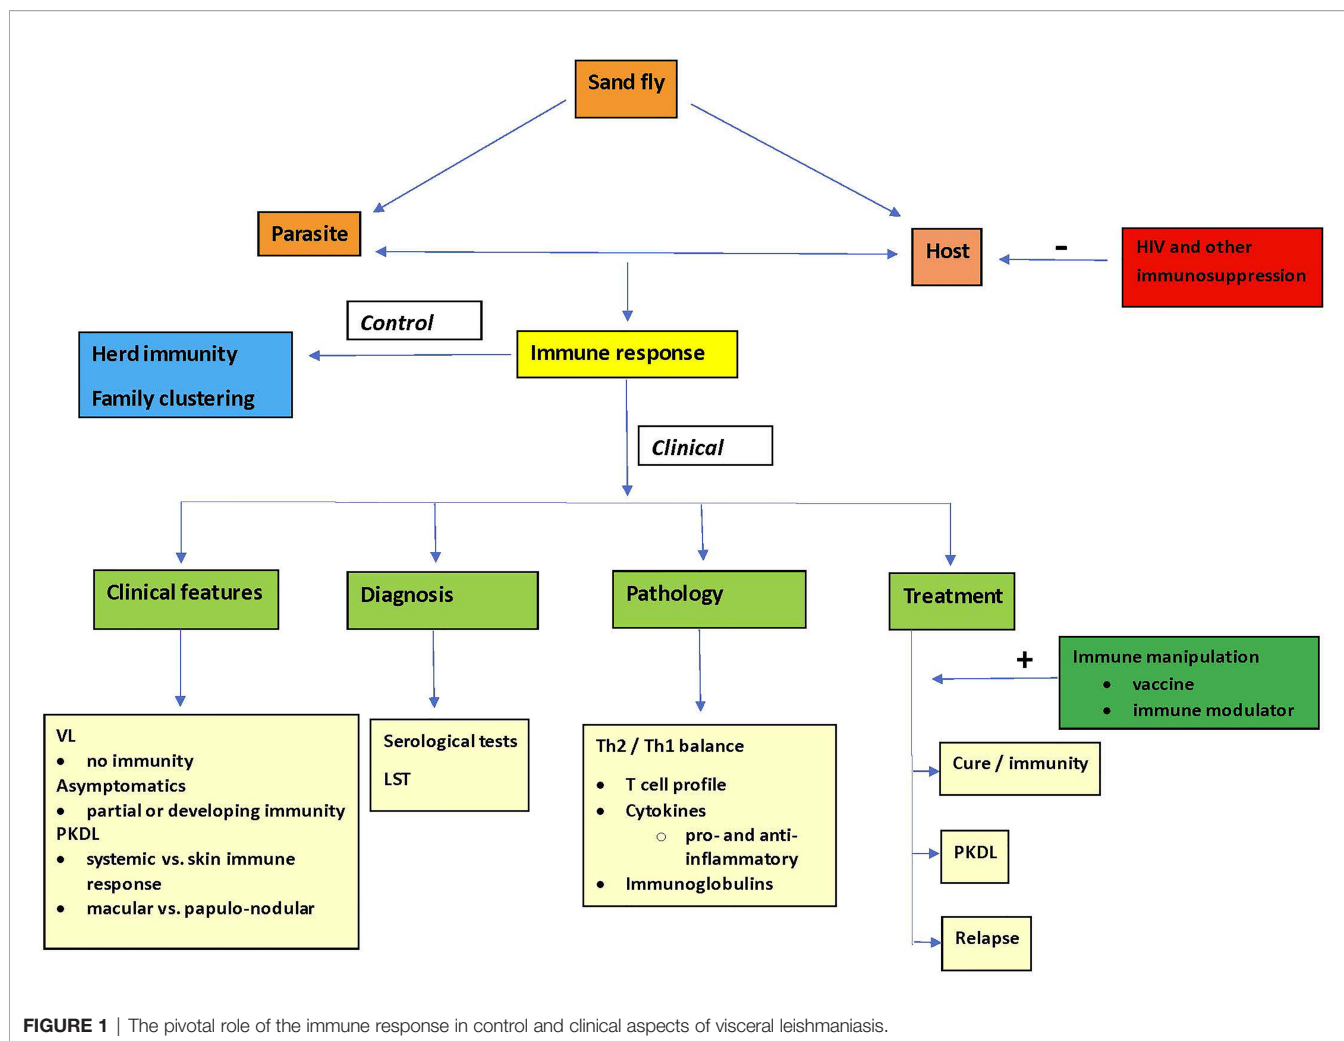 Sand fly
Parasite
Host
-
HIV and other
immunosuppression
Control
Herd immunity
Family clustering
Immune response
Clinical
Clinical features
Diagnosis
Pathology
Treatment
+
Immune manipulation
• vaccine
• immune modulator
VL
• no immunity
Asymptomatics
• partial or developing immunity
PKDL
• systemic vs. skin immune
response
• macular vs. papulo-nodular
Serological tests
LST
Th2 / Th1 balance
• T cell profile
• Cytokines
○ pro- and anti-
inflammatory
• Immunoglobulins
Cure / immunity
PKDL
Relapse
FIGURE 1 | The pivotal role of the immune response in control and clinical aspects of visceral leishmaniasis.